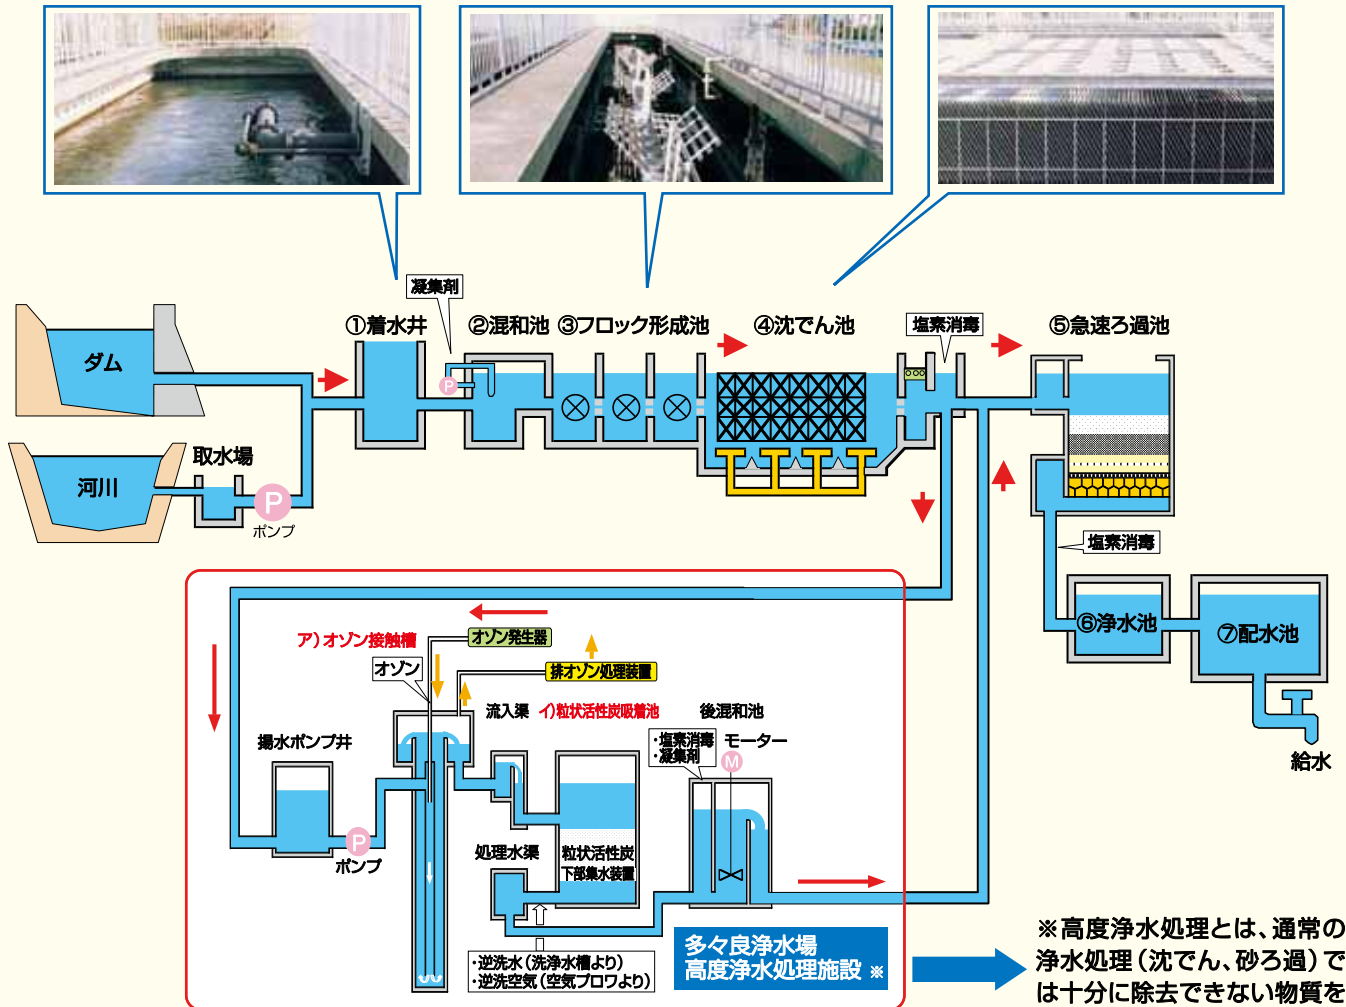 凝集剤
①着水井
②混和池
③フロック形成池
④沈でん池
塩素消毒
⑤急速ろ過池
ダム
P
取水場
河川
P
ポンプ
塩素消毒
⑥浄水池
⑦配水池
給水
ア)オゾン接触槽
オゾン発生器
オゾン
排オゾン処理装置
流入渠
イ)粒状活性炭吸着池
後混和池
・塩素消毒
・凝集剤
モーター
M
揚水ポンプ井
P
ポンプ
処理水渠
粒状活性炭
下部集水装置
・逆洗水(洗浄水槽より)
・逆洗空気(空気ブロワより)
多々良浄水場
高度浄水処理施設 ※
※高度浄水処理とは、通常の
浄水処理(沈でん、砂ろ過)で
は十分に除去できない物質を